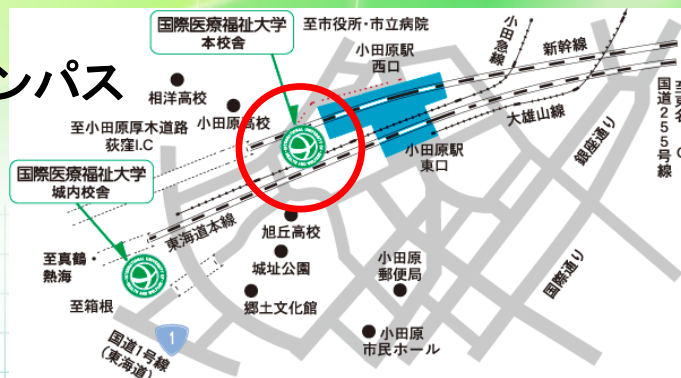 国際医療福祉大学
本校舎
至市役所・市立病院
小田原駅
西口
小田急線
新幹線
ンパス
相洋高校
小田原高校
至小田原厚木道路
荻窪I.C
大雄山線
小田原駅
東口
銀座通り
国道255号線
国際医療福祉大学
城内校舎
東海道本線
旭丘高校
城址公園
至真鶴・
熱海
小田原
郵便局
国際通り
至箱根
郷土文化館
1
国道1号線
(東海道)
小田原
市民ホール